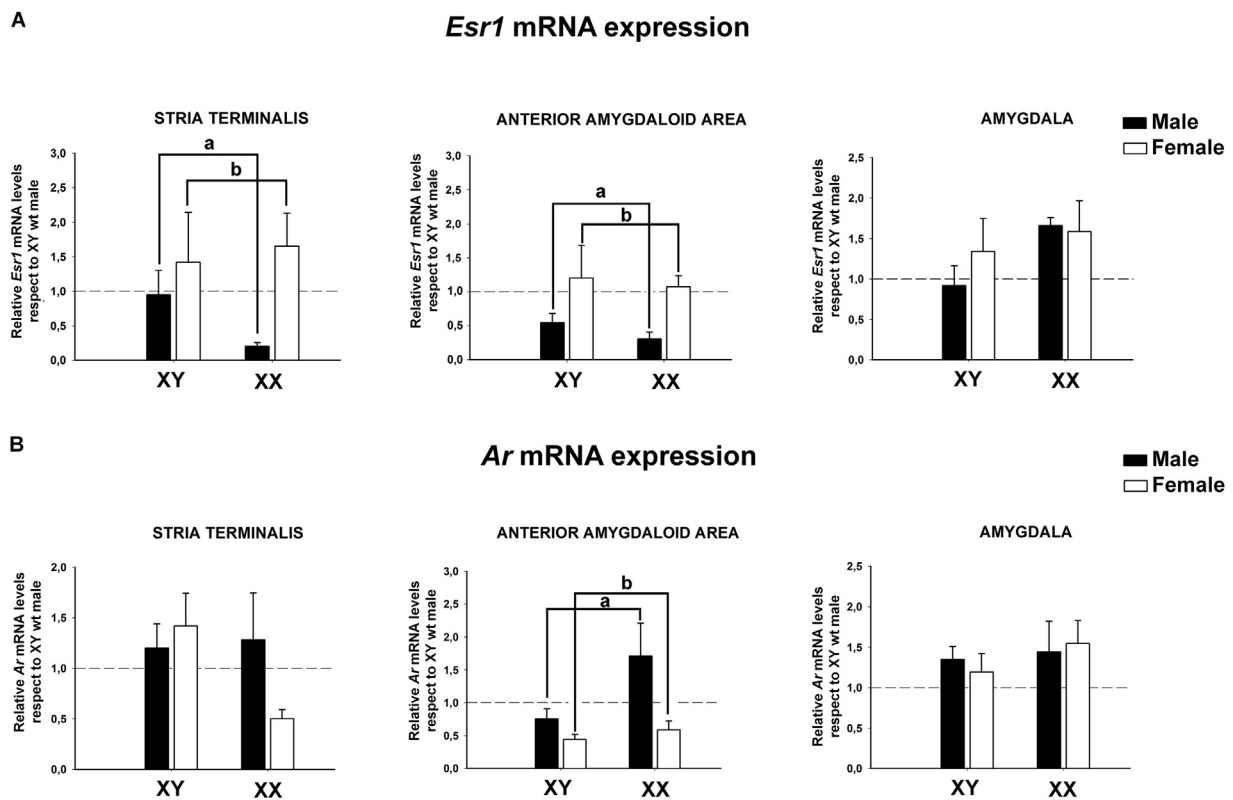 A
Esr1 mRNA expression
STRIA TERMINALIS
ANTERIOR AMYGDALOID AREA
AMYGDALA
Male
Female
Relative Esr1 mRNA levels
respect to XY wt male
3,0
2,5
2,0
1,5
1,0
0,5
0,0
a
b
XY
XX
Relative Esr1 mRNA levels
respect to XY wt male
3,0
2,5
2,0
1,5
1,0
0,5
0,0
a
b
XY
XX
Relative Esr1 mRNA levels
respect to XY wt male
2,5
2,0
1,5
1,0
0,5
0,0
XY
XX
B
Ar mRNA expression
Male
Female
STRIA TERMINALIS
ANTERIOR AMYGDALOID AREA
AMYGDALA
Relative Ar mRNA levels
respect to XY wt male
2,0
1,5
1,0
0,5
0,0
XY
XX
Relative Ar mRNA levels
respect to XY wt male
3,0
2,5
2,0
1,5
1,0
0,5
0,0
b
a
XY
XX
Relative Ar mRNA levels
respect to XY wt male
2,5
2,0
1,5
1,0
0,5
0,0
XY
XX